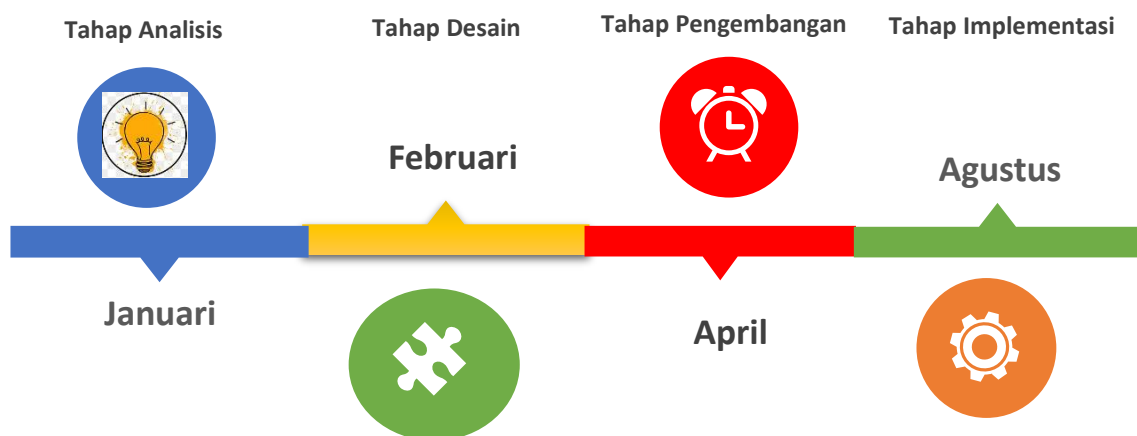 Tahap Analisis
Tahap Desain
Tahap Pengembangan
Tahap Implementasi
Februari
Agustus
Januari
April